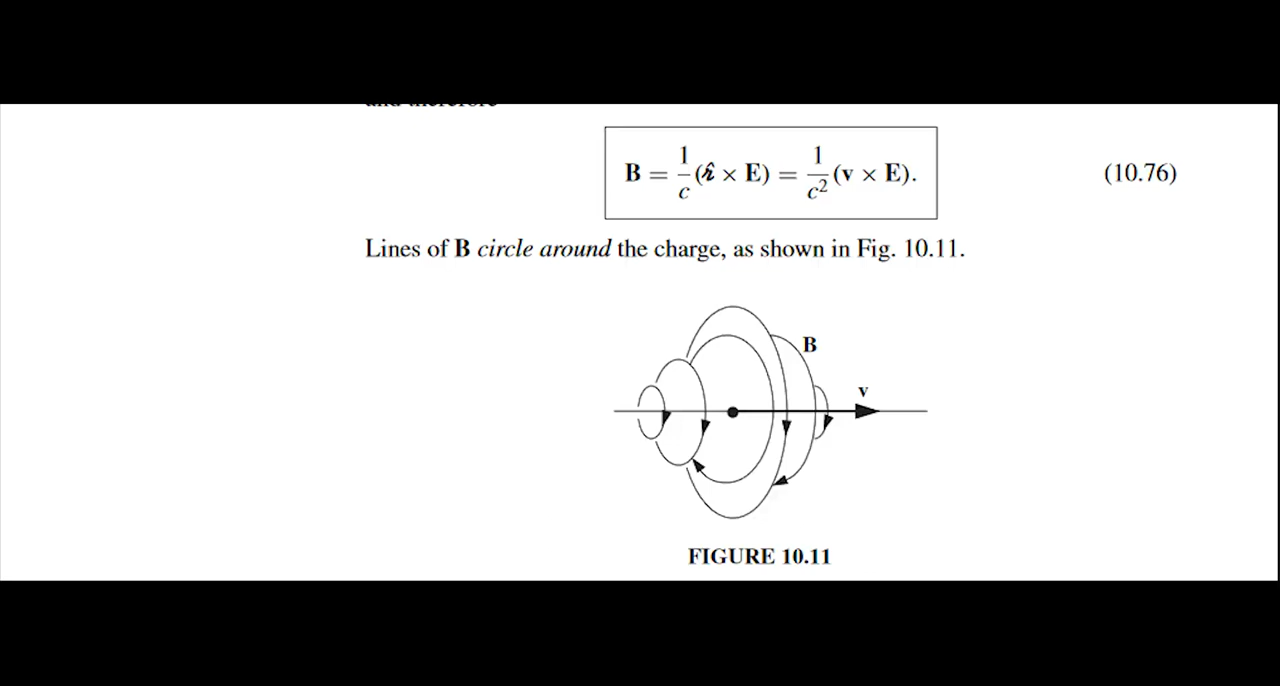 B = 1/c (𝓇̂ × E) = 1/c² (v × E). (10.76)
Lines of B circle around the charge, as shown in Fig. 10.11.
B
v
FIGURE 10.11